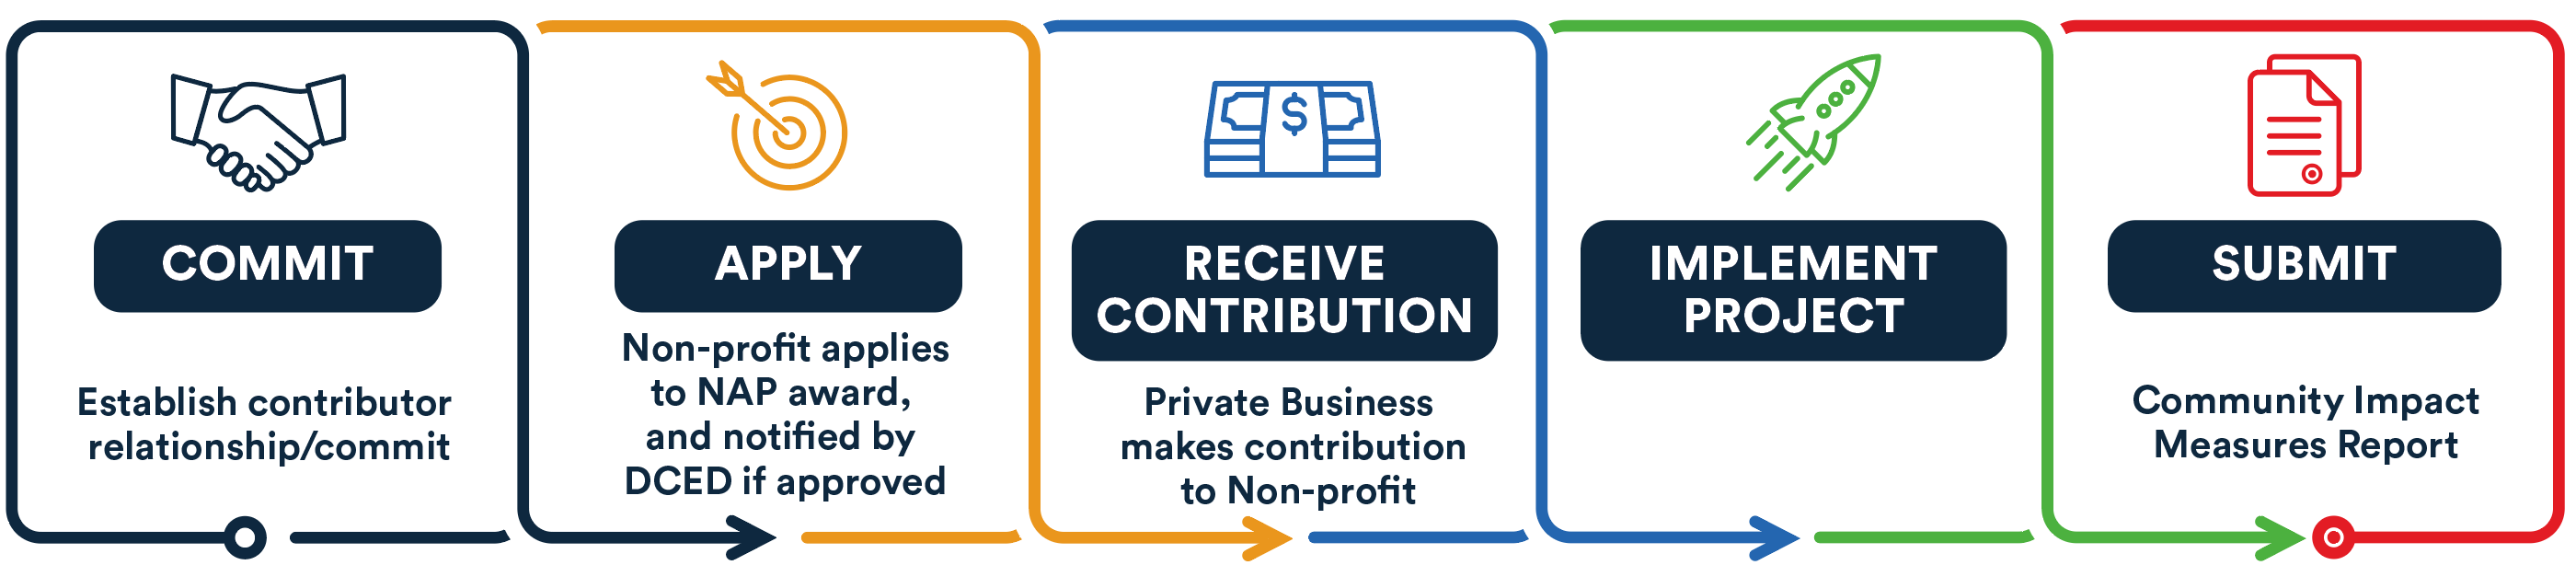 COMMIT
Establish contributor
relationship/commit
APPLY
Non-profit applies
to NAP award,
and notified by
DCED if approved
$
RECEIVE
CONTRIBUTION
Private Business
makes contribution
to Non-profit
IMPLEMENT
PROJECT
SUBMIT
Community Impact
Measures Report